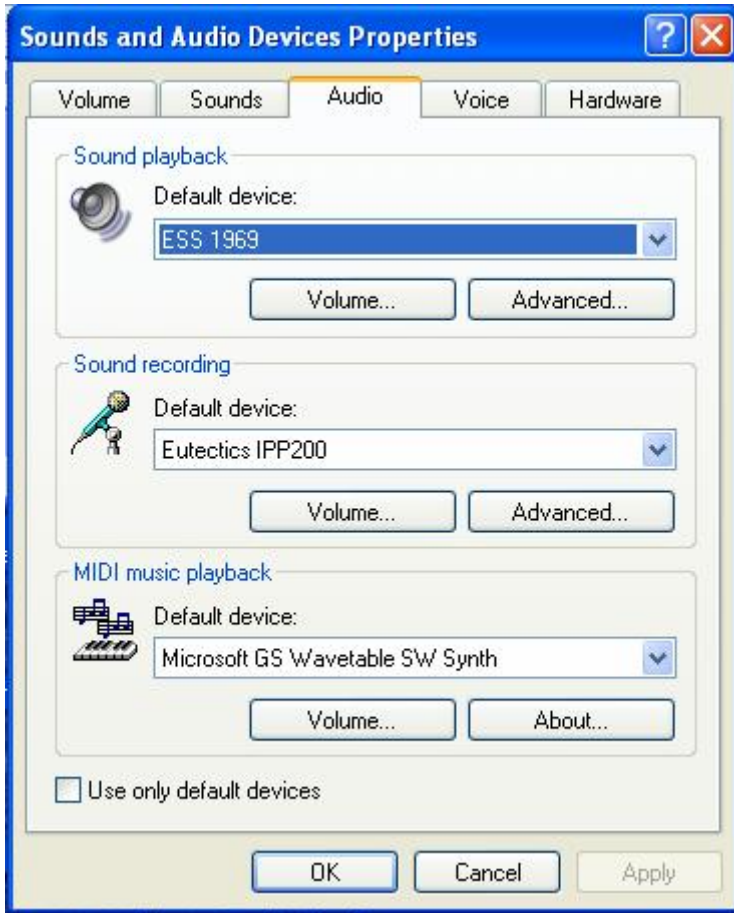 Sounds and Audio Devices Properties
?
Volume Sounds Audio Voice Hardware
Sound playback
Default device:
ESS 1969
Volume... Advanced...
Sound recording
Default device:
Eutectics IPP200
Volume... Advanced...
MIDI music playback
Default device:
Microsoft GS Wavetable SW Synth
Volume... About...
Use only default devices
OK Cancel Apply